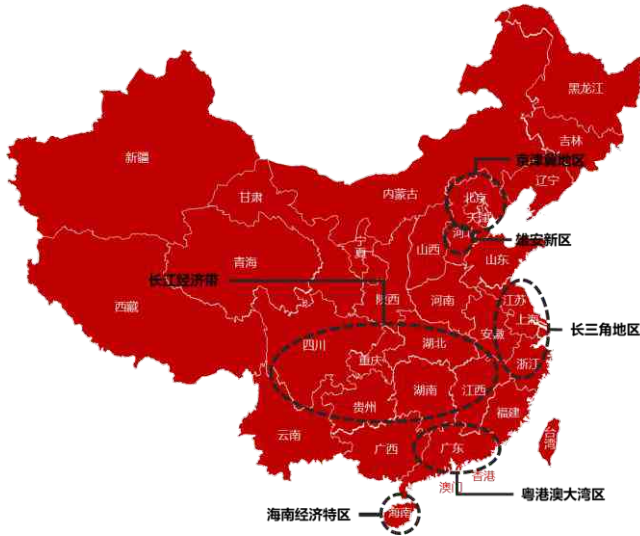 黑龙江
吉林
京津冀地区
辽宁
新疆
内蒙古
北京
甘肃
天津
河
雄安新区
宁夏
山西
山东
青海
长江经济带
西藏
陕西
河南
江苏
上海
长三角地区
安徽
四川
湖北
重庆
浙江
湖南
江西
贵州
福建
云南
广西
广东
台湾
香港
澳门
粤港澳大湾区
海南经济特区
海南